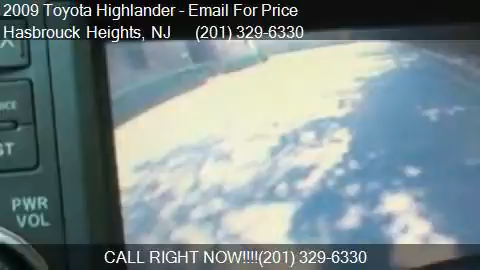 2009 Toyota Highlander - Email For Price
Hasbrouck Heights, NJ (201) 329-6330
PWR
VOL
CALL RIGHT NOW!!!!(201) 329-6330